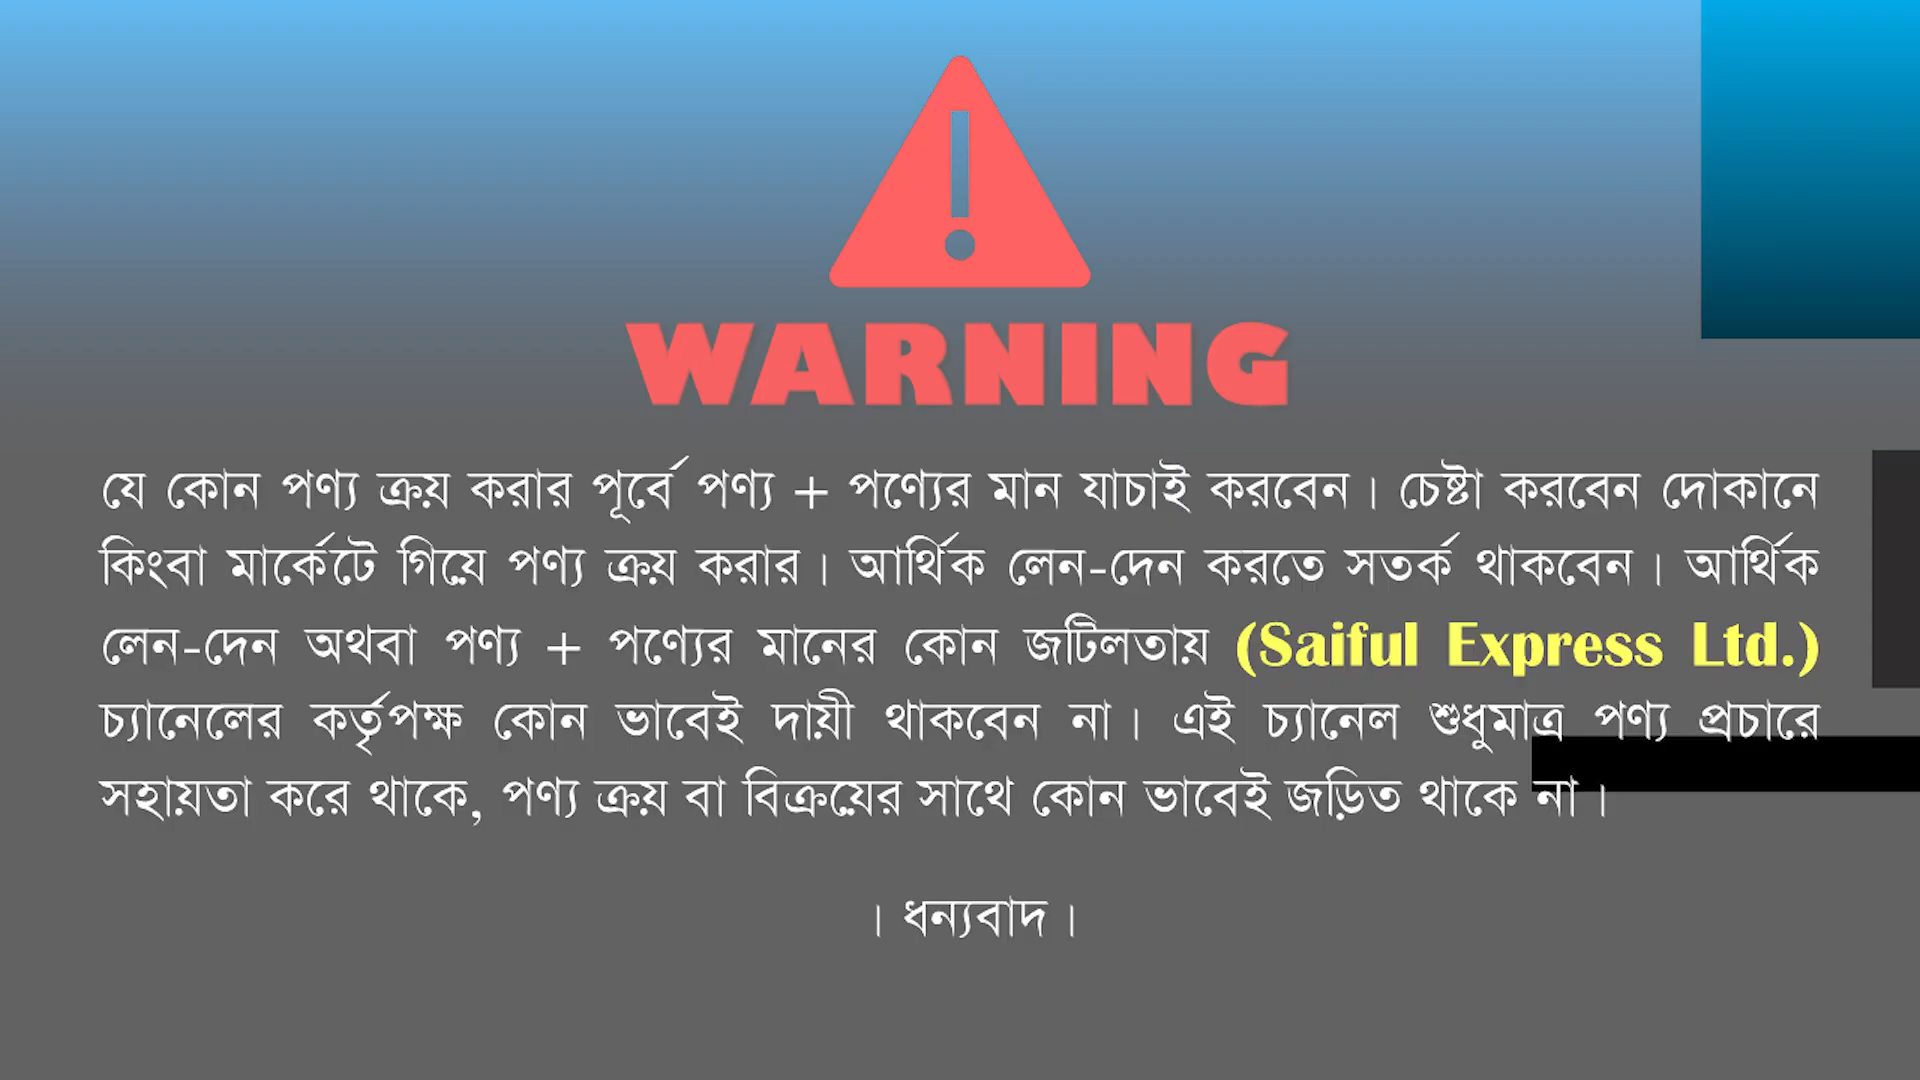 WARNING
যে কোন পণ্য ক্রয় করার পূর্বে পণ্য + পণ্যের মান যাচাই করবেন। চেষ্টা করবেন দোকানে
কিংবা মার্কেটে গিয়ে পণ্য ক্রয় করার। আর্থিক লেন-দেন করতে সতর্ক থাকবেন। আর্থিক
লেন-দেন অথবা পণ্য + পণ্যের মানের কোন জটিলতায় (Saiful Express Ltd.)
চ্যানেলের কর্তৃপক্ষ কোন ভাবেই দায়ী থাকবেন না। এই চ্যানেল শুধুমাত্র পণ্য প্রচারে
সহায়তা করে থাকে, পণ্য ক্রয় বা বিক্রয়ের সাথে কোন ভাবেই জড়িত থাকে না।
। ধন্যবাদ ।